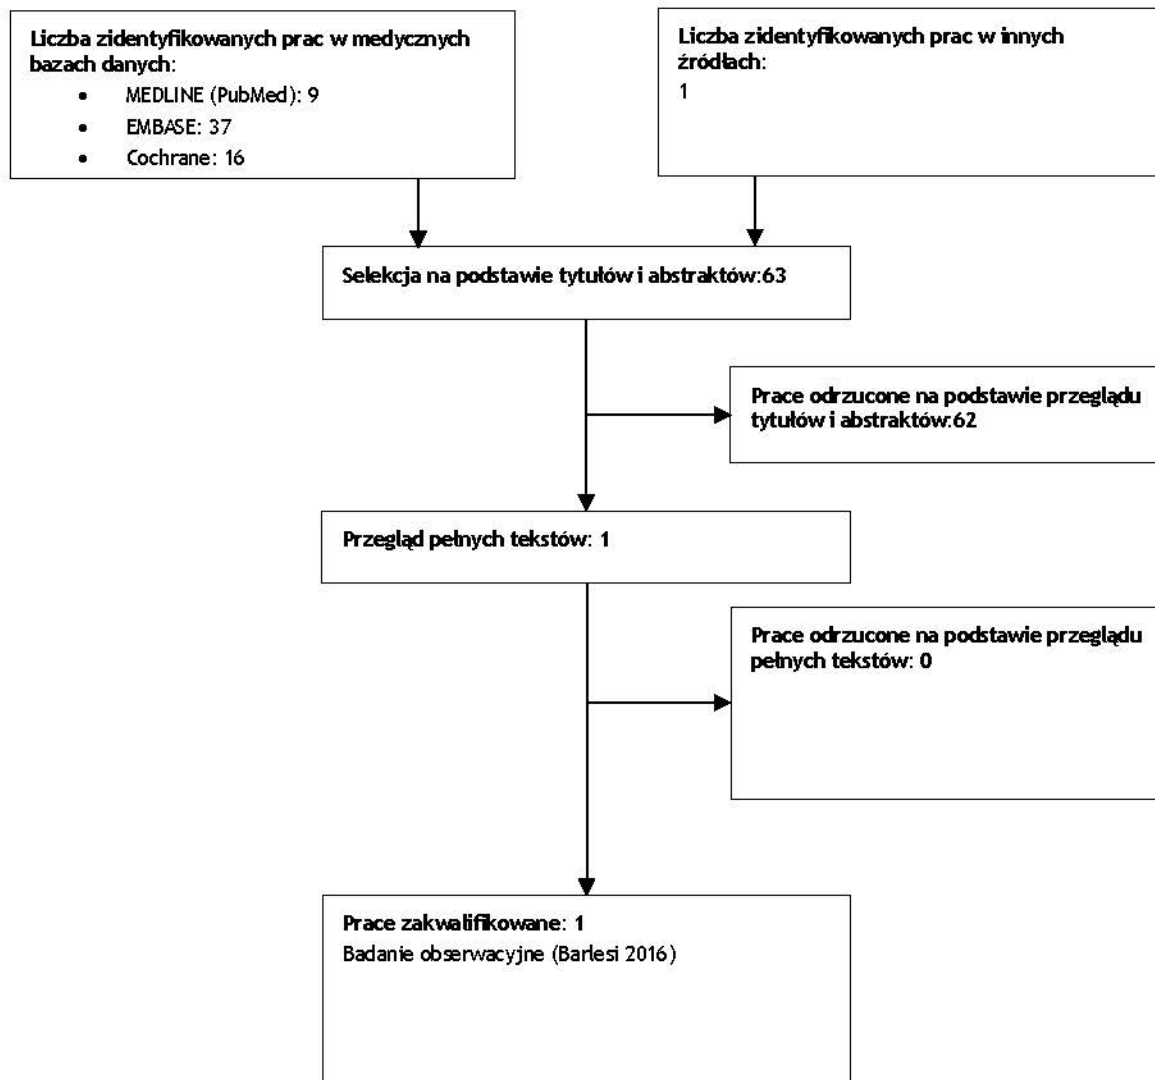 Liczba zidentyfikowanych prac w medycznych
bazach danych:
• MEDLINE (PubMed): 9
• EMBASE: 37
• Cochrane: 16
Liczba zidentyfikowanych prac w innych
źródłach:
1
Selekcja na podstawie tytułów i abstraktów:63
Prace odrzucone na podstawie przeglądu
tytułów i abstraktów:62
Przegląd pełnych tekstów: 1
Prace odrzucone na podstawie przeglądu
pełnych tekstów: 0
Prace zakwalifikowane: 1
Badanie obserwacyjne (Barlesi 2016)